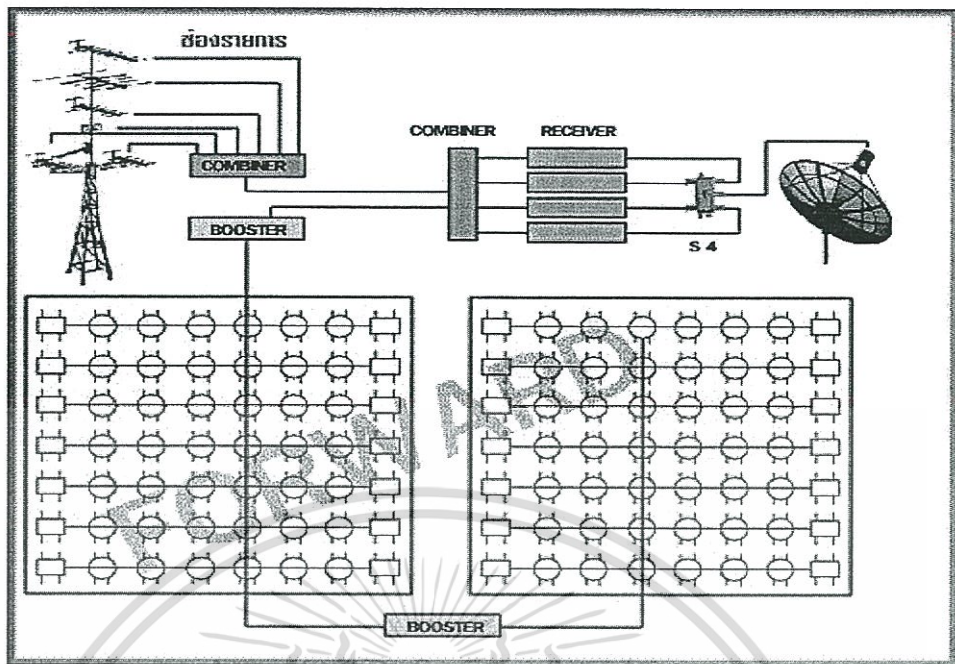 ช่องรายการ
COMBINER
RECEIVER
COMBINER
BOOSTER
S 4
FORWARD
BOOSTER